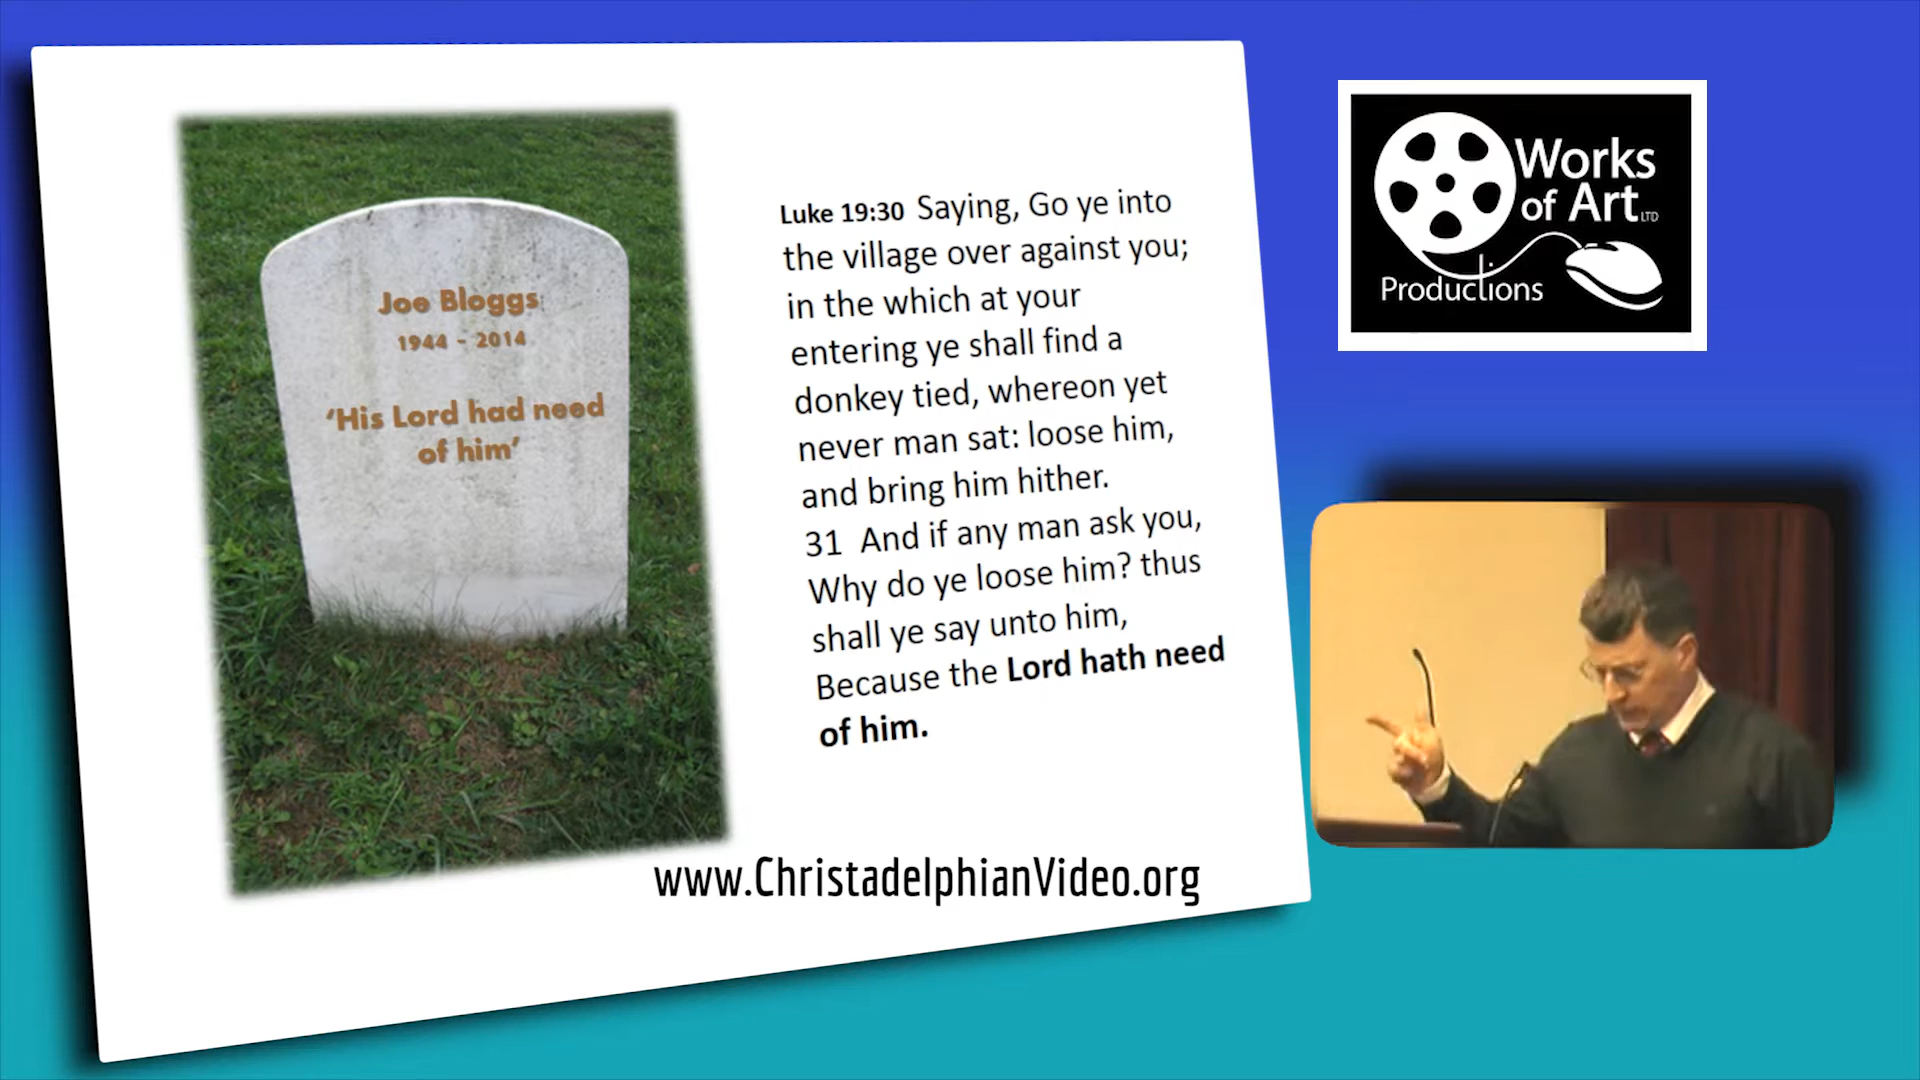 Joe Bloggs
1944 - 2014
‘His Lord had need
of him’
Luke 19:30 Saying, Go ye into
the village over against you;
in the which at your
entering ye shall find a
donkey tied, whereon yet
never man sat: loose him,
and bring him hither.
31 And if any man ask you,
Why do ye loose him? thus
shall ye say unto him,
Because the Lord hath need
of him.
www.ChristadelphianVideo.org
Works
of Art LTD
Productions